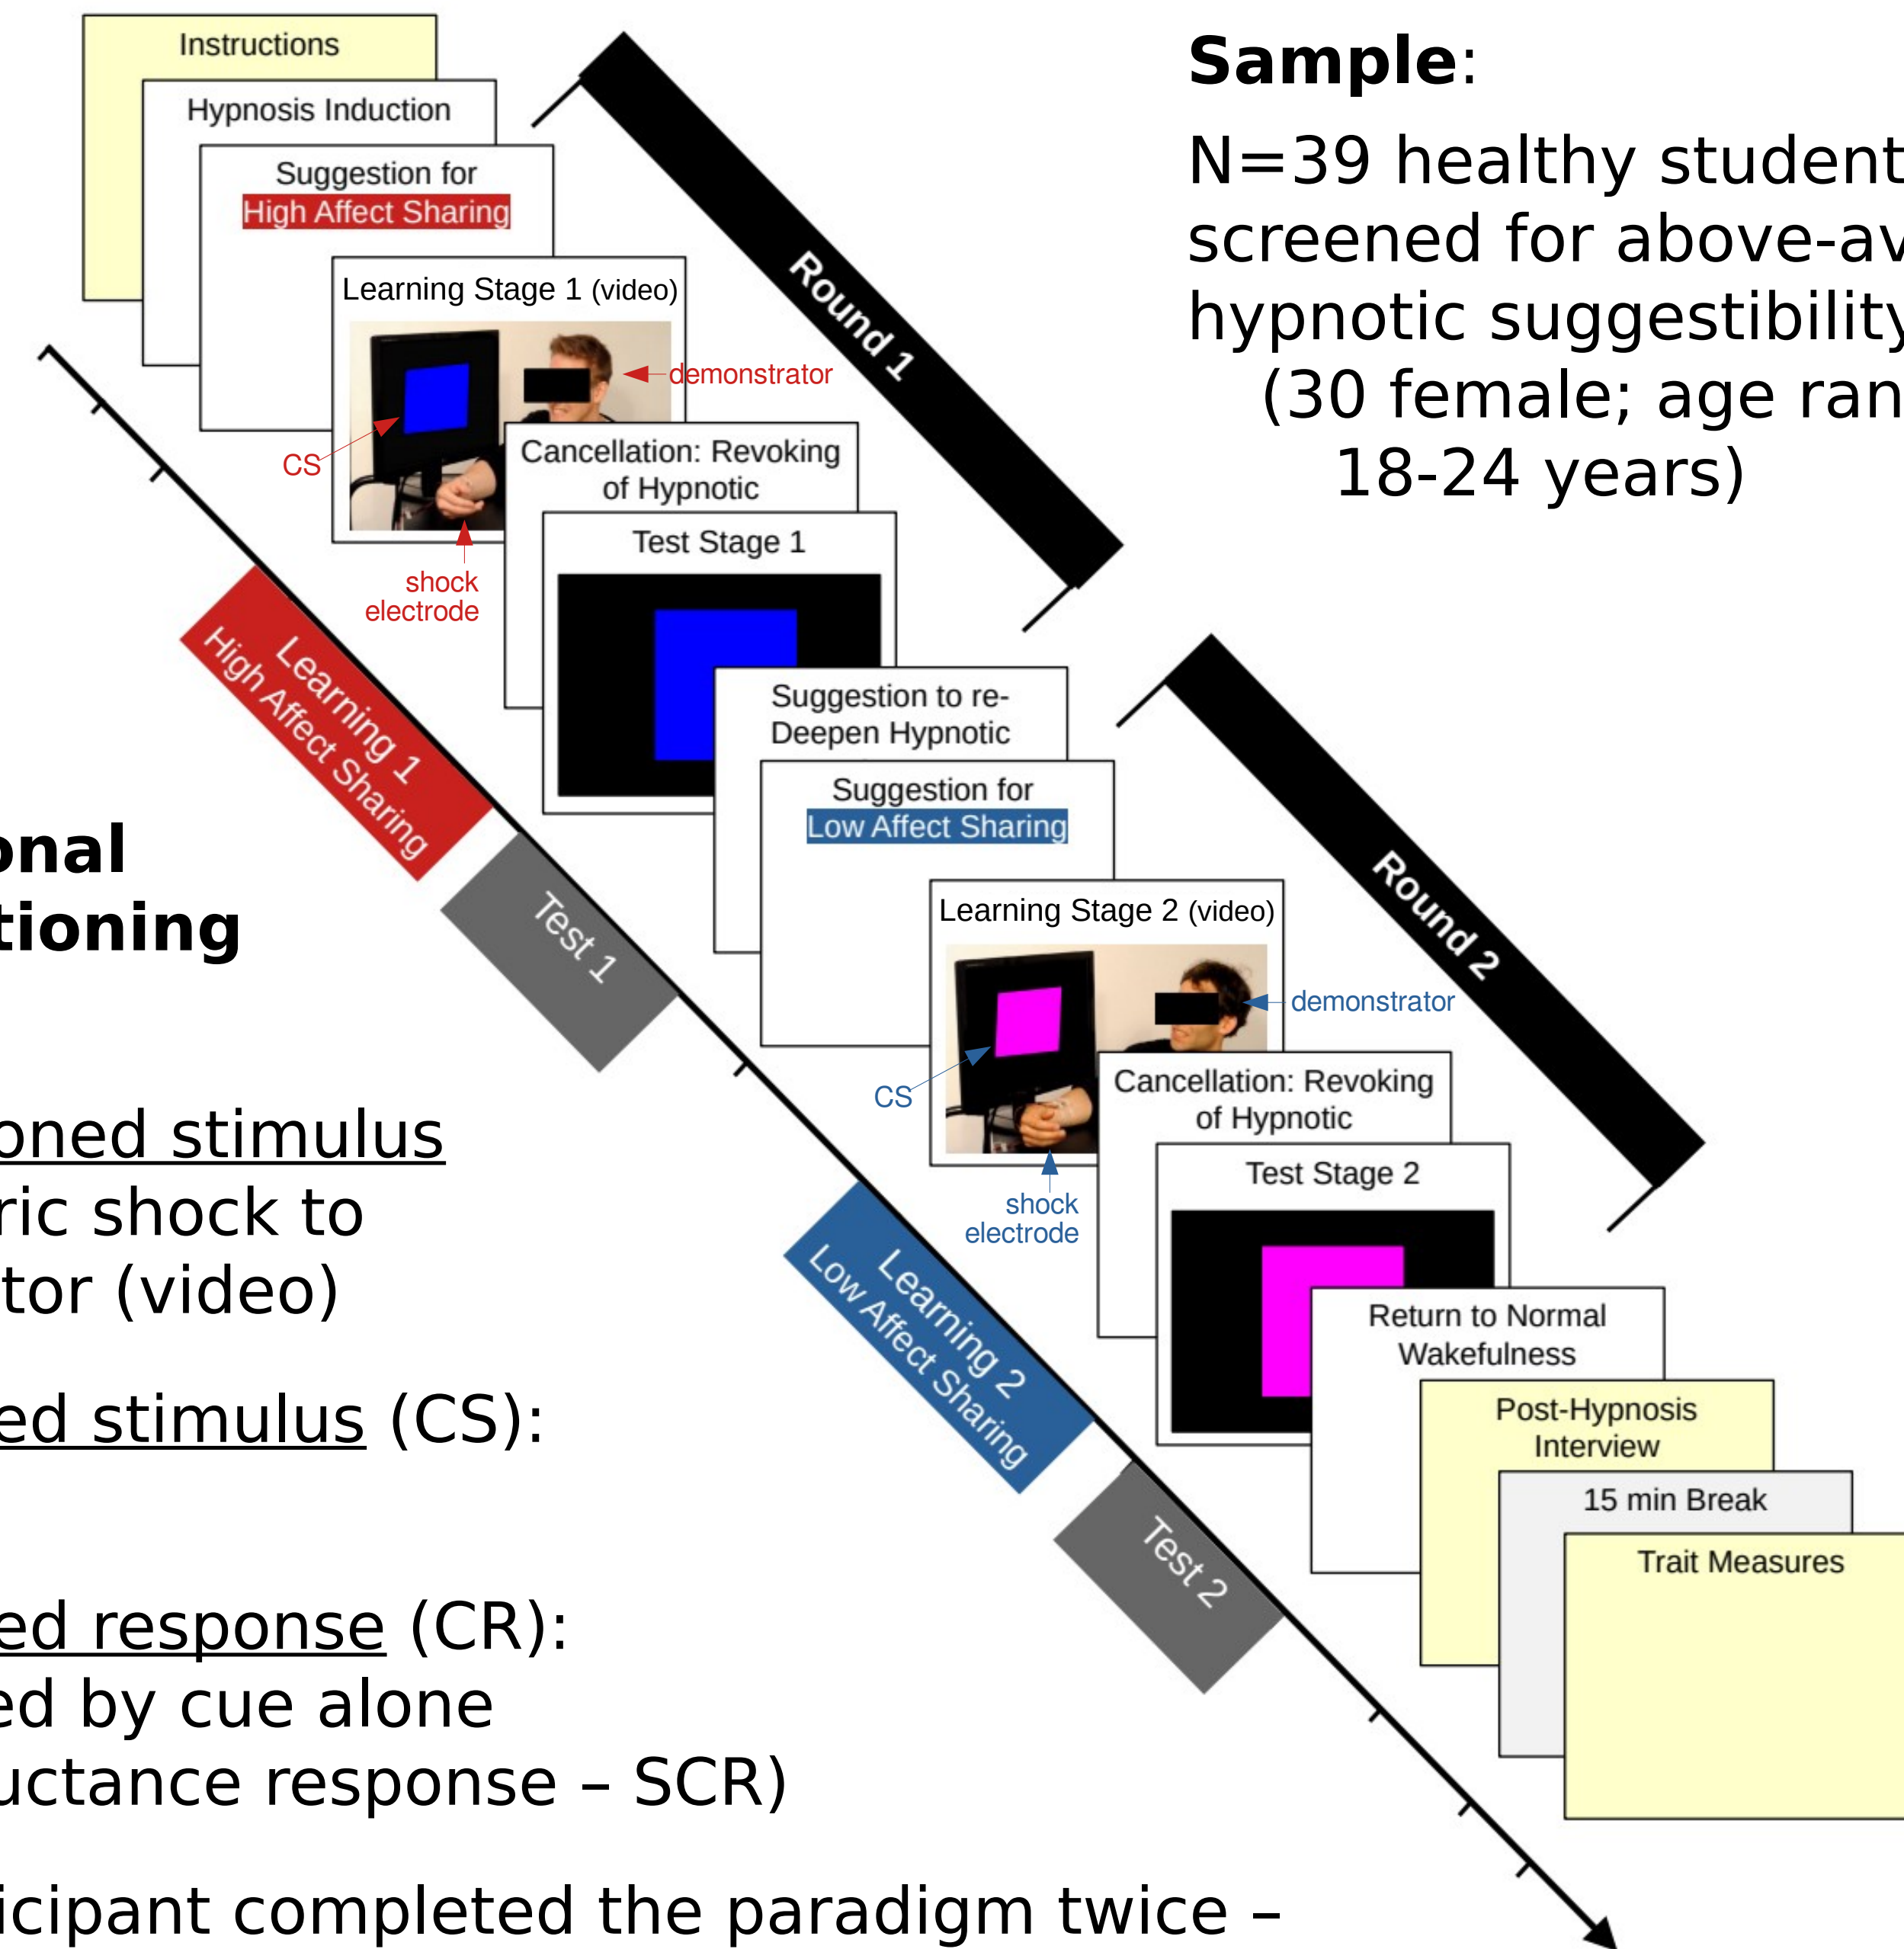 Instructions
Hypnosis Induction
Suggestion for
High Affect Sharing
Learning Stage 1 (video)
demonstrator
CS
shock
electrode
Cancellation: Revoking
of Hypnotic
Test Stage 1
Round 1
Learning 1
High Affect Sharing
Test 1
Suggestion to re-
Deepen Hypnotic
Suggestion for
Low Affect Sharing
Learning Stage 2 (video)
demonstrator
CS
shock
electrode
Cancellation: Revoking
of Hypnotic
Test Stage 2
Round 2
Learning 2
Low Affect Sharing
Test 2
Return to Normal
Wakefulness
Post-Hypnosis
Interview
15 min Break
Trait Measures
Sample:
N=39 healthy student
screened for above-av
hypnotic suggestibility
(30 female; age ran
18-24 years)
onal
tioning
oned stimulus
ric shock to
tor (video)
ed stimulus (CS):
ed response (CR):
ed by cue alone
uctance response – SCR)
icipant completed the paradigm twice –